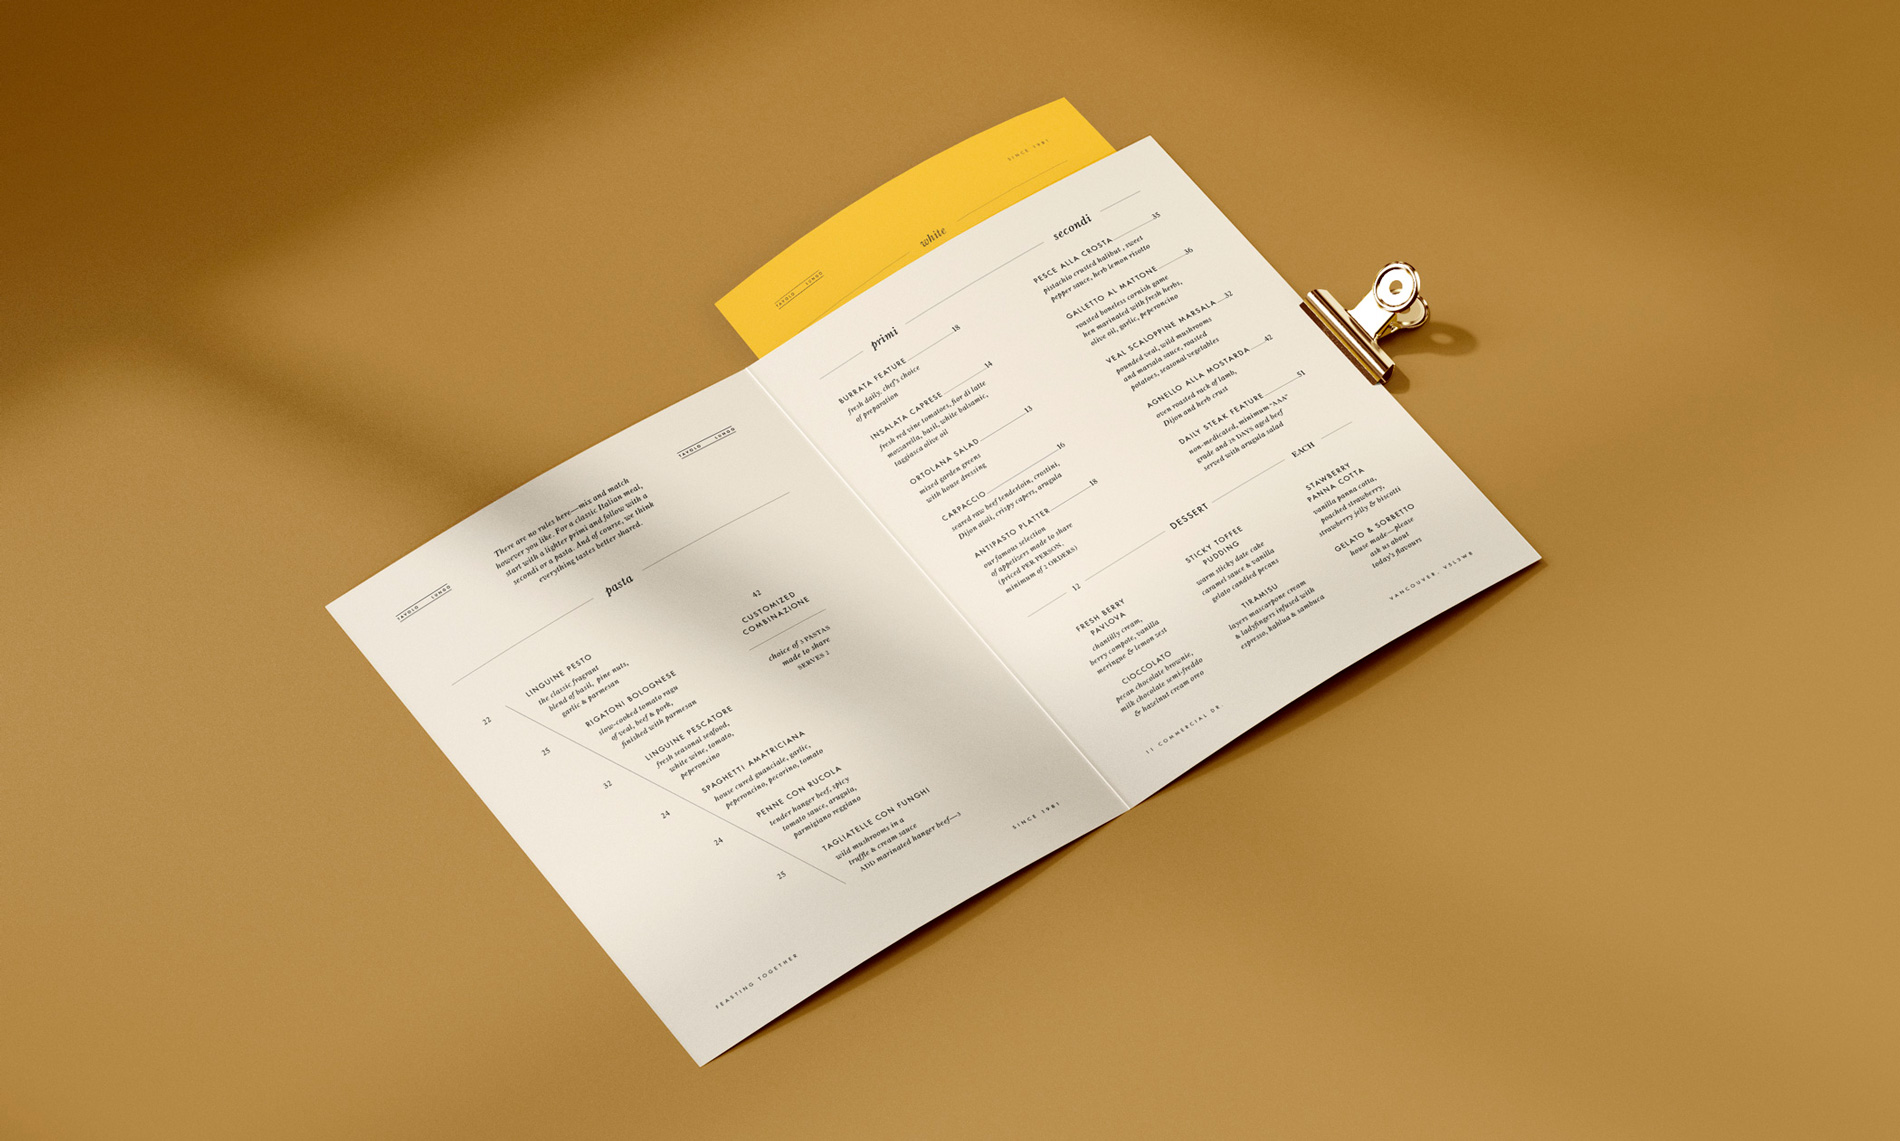 SINCE 1981
white
TAVOLO LUNGO
TAVOLO LUNGO
TAVOLO LUNGO
There are no rules here—mix and match
however you like. For a classic Italian meal,
start with a lighter primi and follow with a
secondi or a pasta. And of course, we think
everything tastes better shared.
pasta
42
CUSTOMIZED
COMBINAZIONE
choice of 3 PASTAS
made to share
SERVES 2
LINGUINE PESTO
the classic fragrant
blend of basil, pine nuts,
garlic & parmesan
22
RIGATONI BOLOGNESE
slow-cooked tomato ragu
of veal, beef & pork,
finished with parmesan
25
LINGUINE PESCATORE
fresh seasonal seafood,
white wine, tomato,
peperoncino
32
SPAGHETTI AMATRICIANA
house cured guanciale, garlic,
peperoncino, pecorino, tomato
24
PENNE CON RUCOLA
tender hanger beef, spicy
tomato sauce, arugula,
parmigiano reggiano
24
TAGLIATELLE CON FUNGHI
wild mushrooms in a
truffle & cream sauce
ADD marinated hanger beef—3
25
FEASTING TOGETHER
SINCE 1981
primi
BURRATA FEATURE 18
fresh daily, chef's choice
of preparation
INSALATA CAPRESE 14
fresh red vine tomatoes, fior di latte
mozzarella, basil, white balsamic,
taggiasca olive oil
ORTOLANA SALAD 13
mixed garden greens
with house dressing
CARPACCIO 16
seared raw beef tenderloin, crostini,
Dijon aioli, crispy capers, arugula
ANTIPASTO PLATTER 18
our famous selection
of appetizers made to share
(priced PER PERSON,
minimum of 2 ORDERS)
secondi
PESCE ALLA CROSTA 35
pistachio crusted halibut , sweet
pepper sauce, herb lemon risotto
GALLETTO AL MATTONE 36
roasted boneless cornish game
hen marinated with fresh herbs,
olive oil, garlic, peperoncino
VEAL SCALOPPINE MARSALA 32
pounded veal, wild mushrooms
and marsala sauce, roasted
potatoes, seasonal vegetables
AGNELLO ALLA MOSTARDA 42
oven roasted rack of lamb,
Dijon and herb crust
DAILY STEAK FEATURE 51
non-medicated, minimum "AAA"
grade and 28 DAYS aged beef
served with arugula salad
12 DESSERT EACH
FRESH BERRY
PAVLOVA
chantilly cream,
berry compote, vanilla
meringue & lemon zest
CIOCCOLATO
pecan chocolate brownie,
milk chocolate semi-freddo
& hazelnut cream oreo
STICKY TOFFEE
PUDDING
warm sticky date cake
caramel sauce & vanilla
gelato candied pecans
TIRAMISU
layers mascarpone cream
& ladyfingers infused with
espresso, kahlua & sambuca
STAWBERRY
PANNA COTTA
vanilla panna cotta,
poached strawberry,
strawberry jelly & biscotti
GELATO & SORBETTO
house made—please
ask us about
today's flavours
11 COMMERCIAL DR.
VANCOUVER, V5L3W8